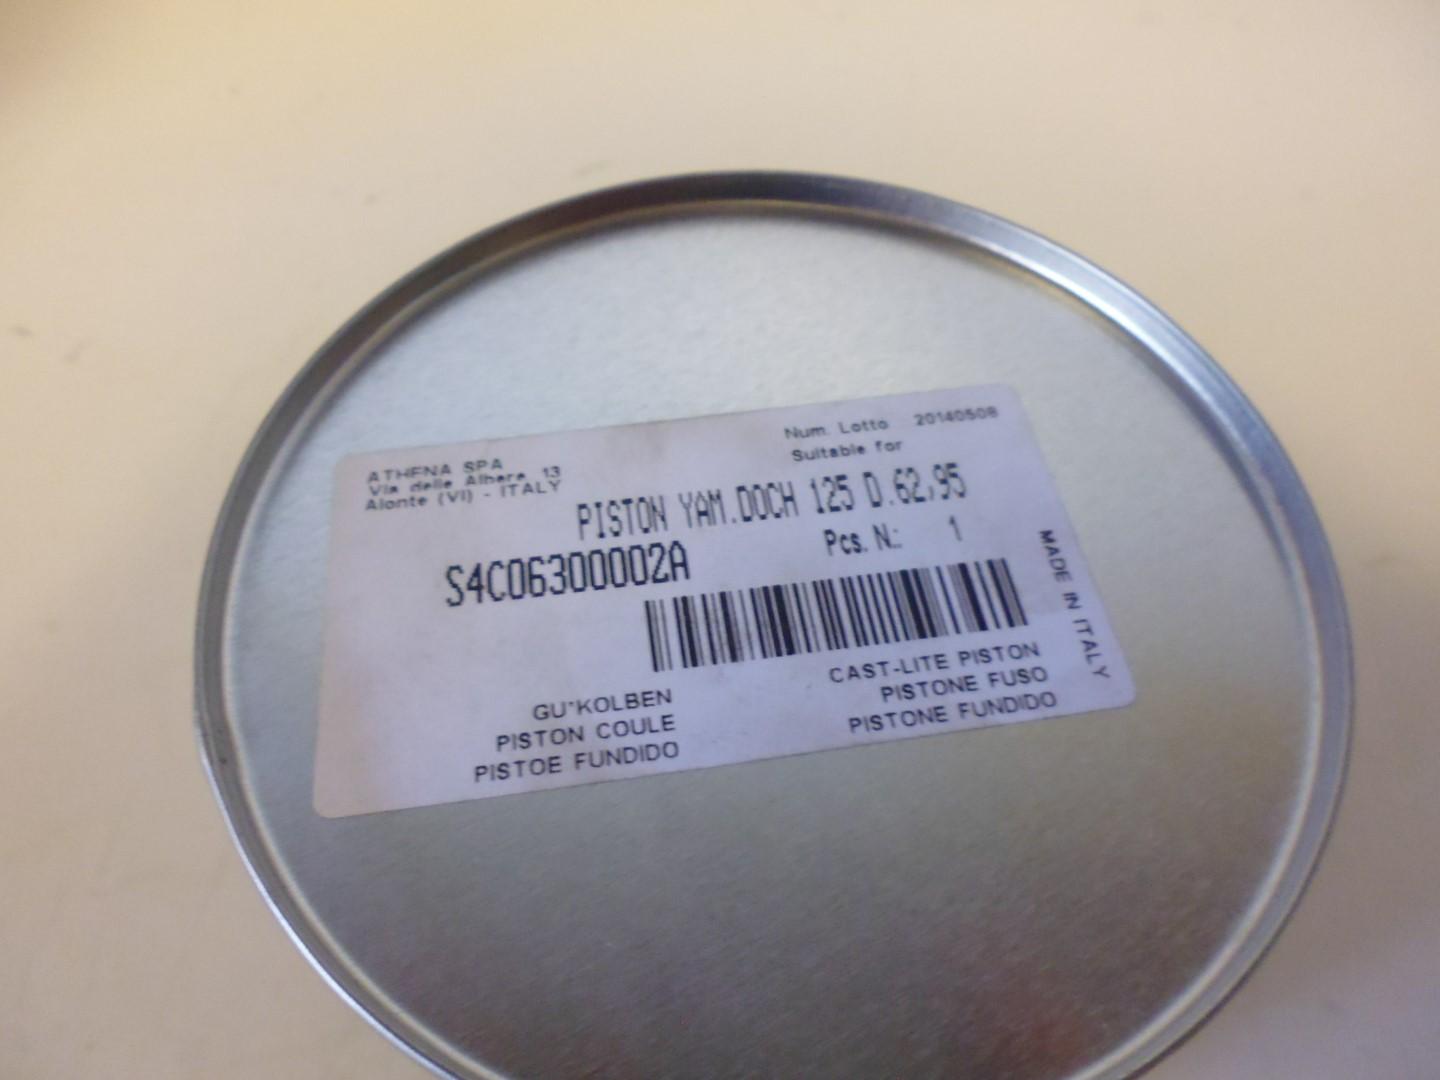 ATHENA SPA
Via delle Albere, 13
Alonte (VI) - ITALY
Num. Lotto 20140508
Suitable for
PISTON YAM.DOCH 125 D.62,95
S4C06300002A
Pcs. N.: 1
MADE IN ITALY
GU"KOLBEN
PISTON COULE
PISTOE FUNDIDO
CAST-LITE PISTON
PISTONE FUSO
PISTONE FUNDIDO